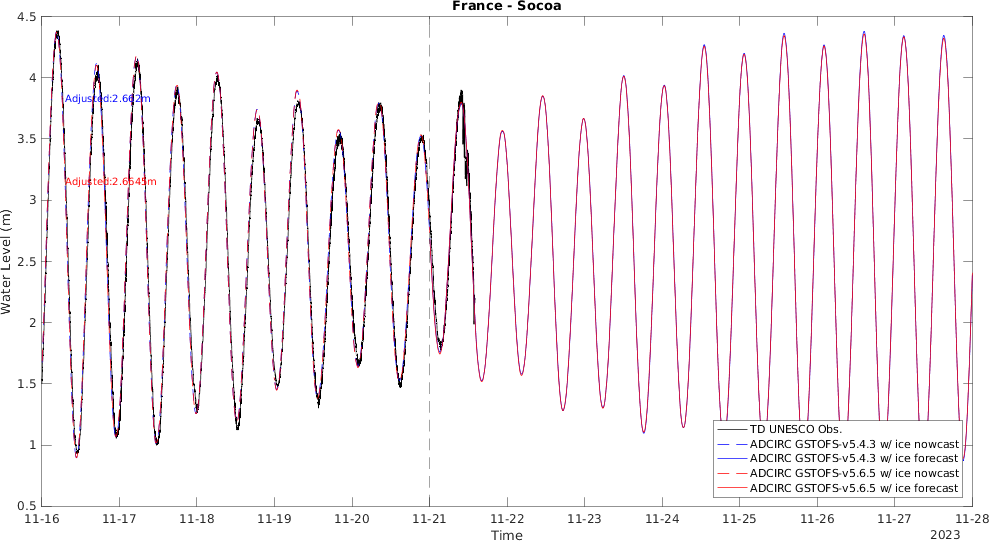 France - Socoa
4.5
4
3.5
3
2.5
2
1.5
1
0.5
Water Level (m)
Adjusted:2.662m
Adjusted:2.6545m
TD UNESCO Obs.
ADCIRC GSTOFS-v5.4.3 w/ ice nowcast
ADCIRC GSTOFS-v5.4.3 w/ ice forecast
ADCIRC GSTOFS-v5.6.5 w/ ice nowcast
ADCIRC GSTOFS-v5.6.5 w/ ice forecast
11-16 11-17 11-18 11-19 11-20 11-21 11-22 11-23 11-24 11-25 11-26 11-27 11-28
Time
2023